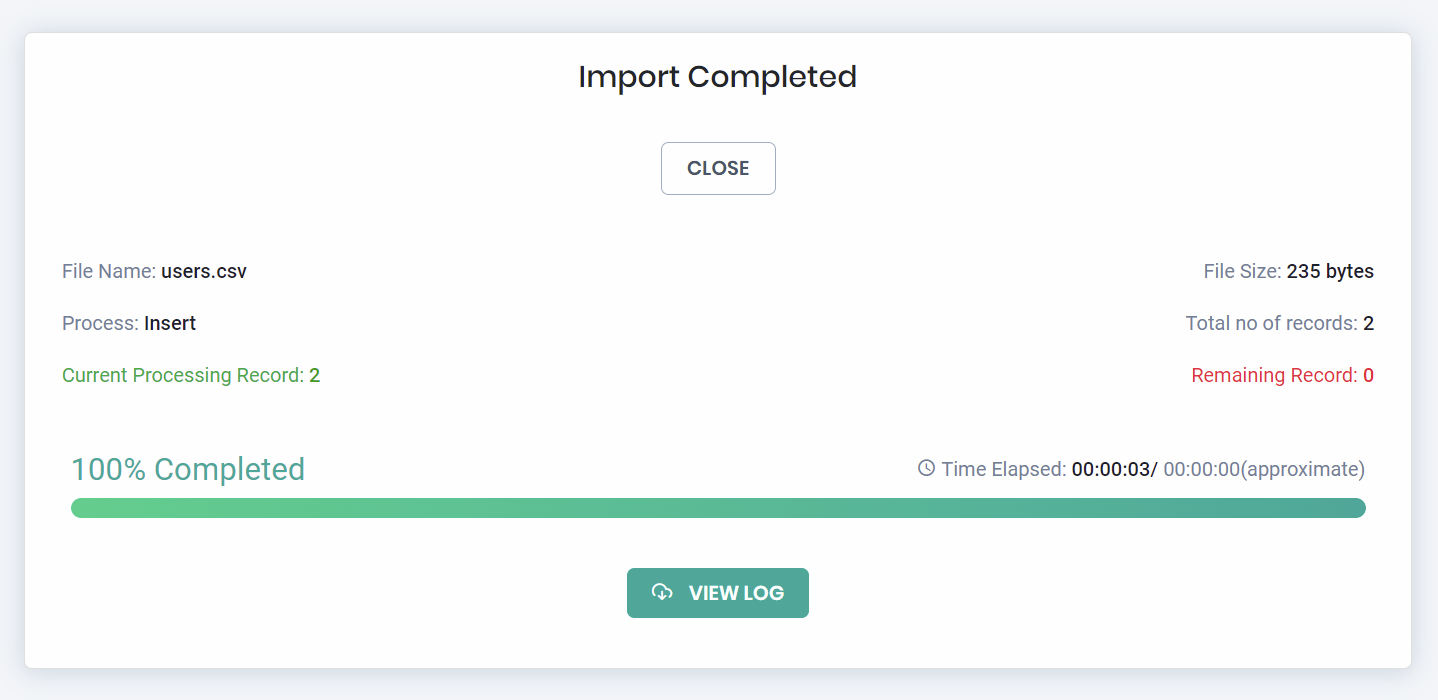 Import Completed
CLOSE
File Name: users.csv
File Size: 235 bytes
Process: Insert
Total no of records: 2
Current Processing Record: 2
Remaining Record: 0
100% Completed
Time Elapsed: 00:00:03/ 00:00:00(approximate)
VIEW LOG